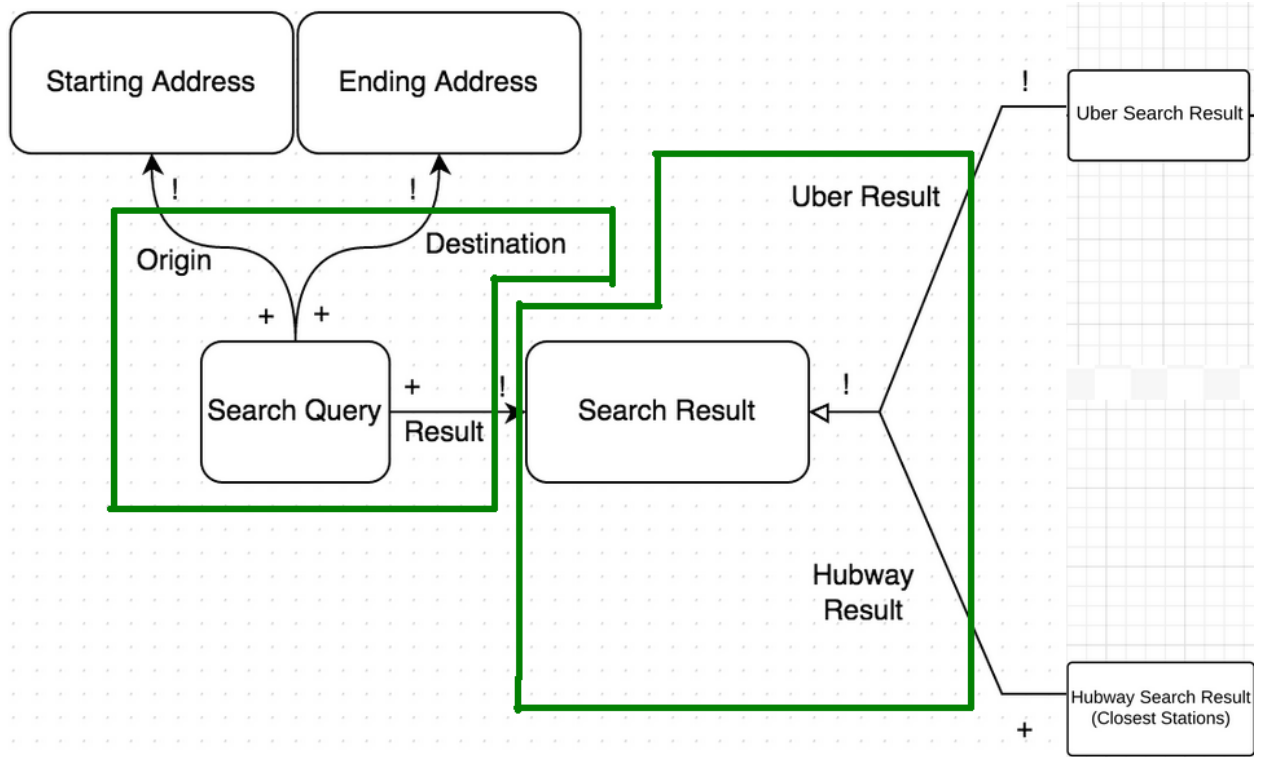 Starting Address
Ending Address
!
Uber Search Result
!
!
Uber Result
Origin
Destination
+
+
Search Query
+
Result
!
Search Result
!
Hubway
Result
Hubway Search Result
(Closest Stations)
+